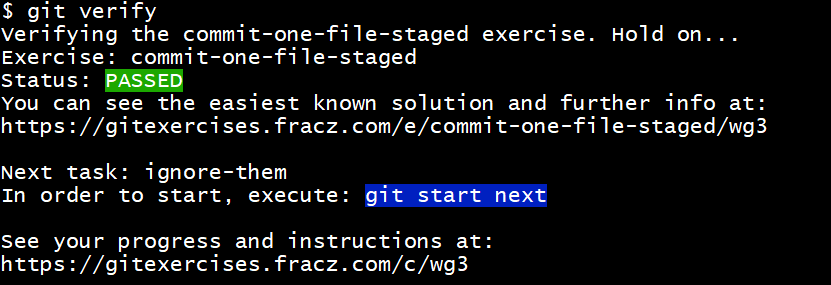 $ git verify
Verifying the commit-one-file-staged exercise. Hold on...
Exercise: commit-one-file-staged
Status: PASSED
You can see the easiest known solution and further info at:
https://gitexercises.fracz.com/e/commit-one-file-staged/wg3
Next task: ignore-them
In order to start, execute: git start next
See your progress and instructions at:
https://gitexercises.fracz.com/c/wg3